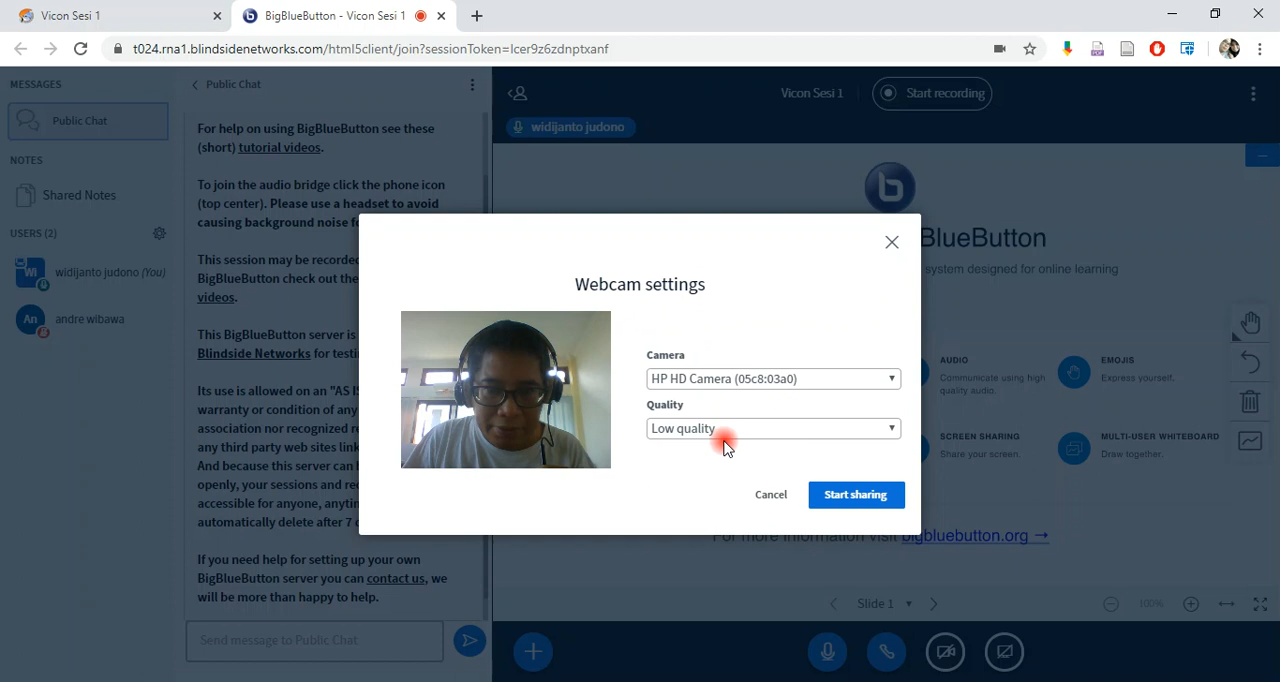 Vicon Sesi 1
BigBlueButton - Vicon Sesi 1
t024.rna1.blindsidenetworks.com/html5client/join?sessionToken=lcer9z6zdnptxanf
MESSAGES
Public Chat
NOTES
Shared Notes
USERS (2)
WI
widijanto judono (You)
An
andre wibawa
Public Chat
For help on using BigBlueButton see these
(short) tutorial videos.
To join the audio bridge click the phone icon
(top center). Please use a headset to avoid
causing background noise f
This session may be recorde
BigBlueButton check out the
videos.
This BigBlueButton server is
Blindside Networks for testi
Its use is allowed on an "AS IS
warranty or condition of any
association nor recognized
any third party web sites link
And because this server can
openly, your sessions and re
accessible for anyone, anytin
automatically delete after 7
If you need help for setting up your own
BigBlueButton server you can contact us, we
will be more than happy to help.
Send message to Public Chat
Vicon Sesi 1
Start recording
widijanto judono
BlueButton
system designed for online learning
AUDIO
Communicate using high
quality audio.
EMOJIS
Express yourself.
SCREEN SHARING
Share your screen.
MULTI-USER WHITEBOARD
Draw together.
For more information visit bigbluebutton.org →
Slide 1
100%
Webcam settings
Camera
HP HD Camera (05c8:03a0)
Quality
Low quality
Cancel
Start sharing